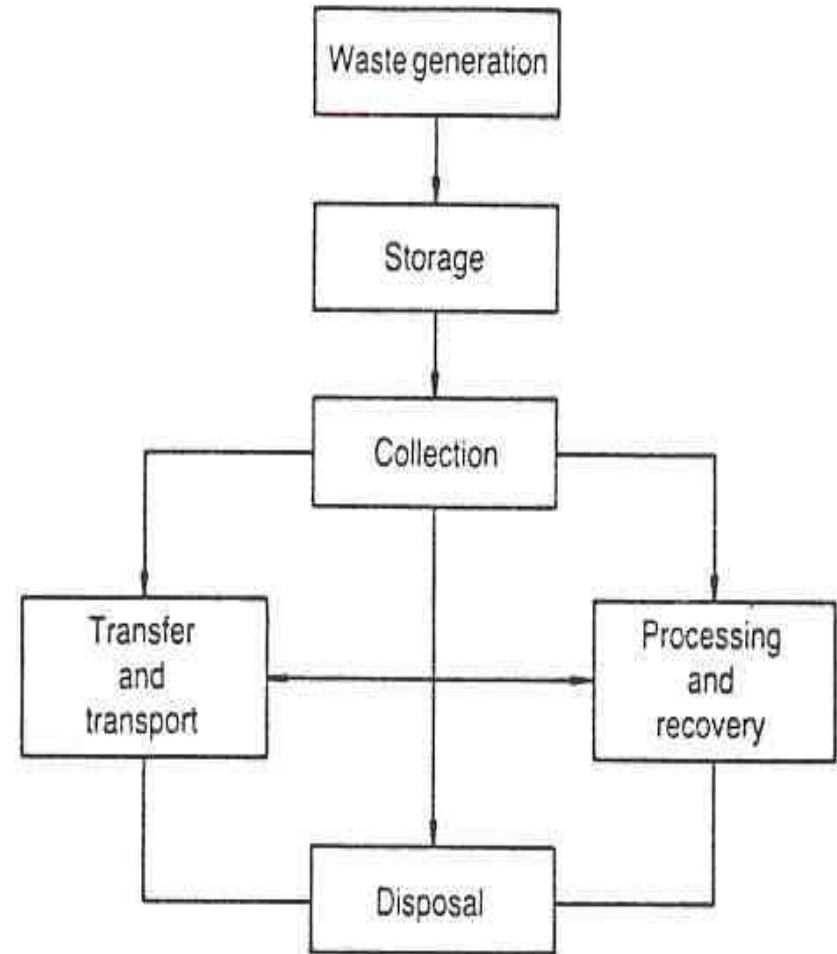 Waste generation
Storage
Collection
Transfer
and
transport
Processing
and
recovery
Disposal